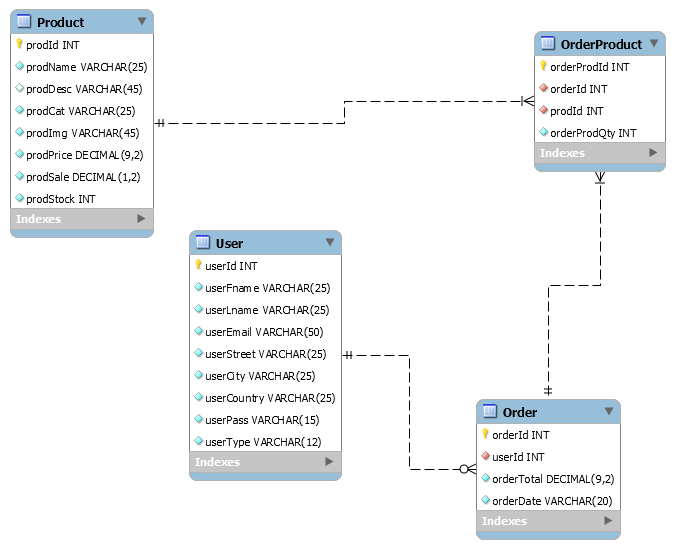 Product
prodId INT
prodName VARCHAR(25)
prodDesc VARCHAR(45)
prodCat VARCHAR(25)
prodImg VARCHAR(45)
prodPrice DECIMAL(9,2)
prodSale DECIMAL(1,2)
prodStock INT
Indexes
OrderProduct
orderProdId INT
orderId INT
prodId INT
orderProdQty INT
Indexes
User
userId INT
userFname VARCHAR(25)
userLname VARCHAR(25)
userEmail VARCHAR(50)
userStreet VARCHAR(25)
userCity VARCHAR(25)
userCountry VARCHAR(25)
userPass VARCHAR(15)
userType VARCHAR(12)
Indexes
Order
orderId INT
userId INT
orderTotal DECIMAL(9,2)
orderDate VARCHAR(20)
Indexes